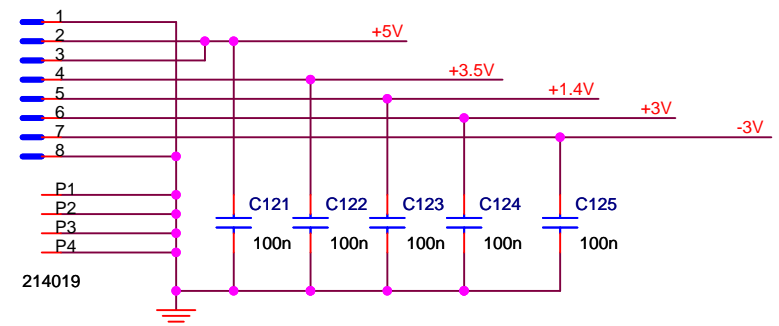 1
2
+5V
3
4
+3.5V
5
+1.4V
6
+3V
7
-3V
8
P1
P2
P3
P4
C121
C122
C123
C124
C125
100n
100n
100n
100n
100n
214019